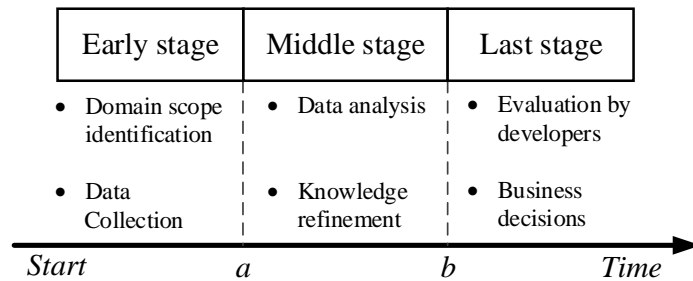 Early stage
Middle stage
Last stage
• Domain scope
identification
• Data
Collection
• Data analysis
• Knowledge
refinement
• Evaluation by
developers
• Business
decisions
Start
a
b
Time